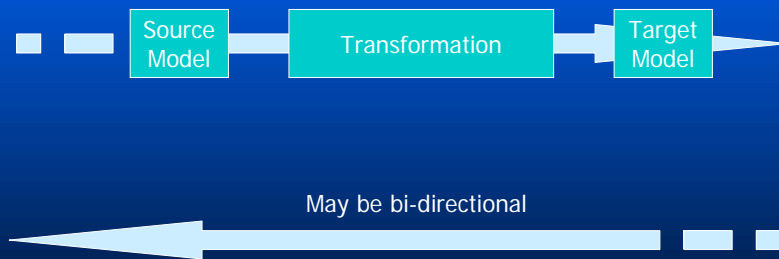 Source
Model
Transformation
Target
Model
May be bi-directional